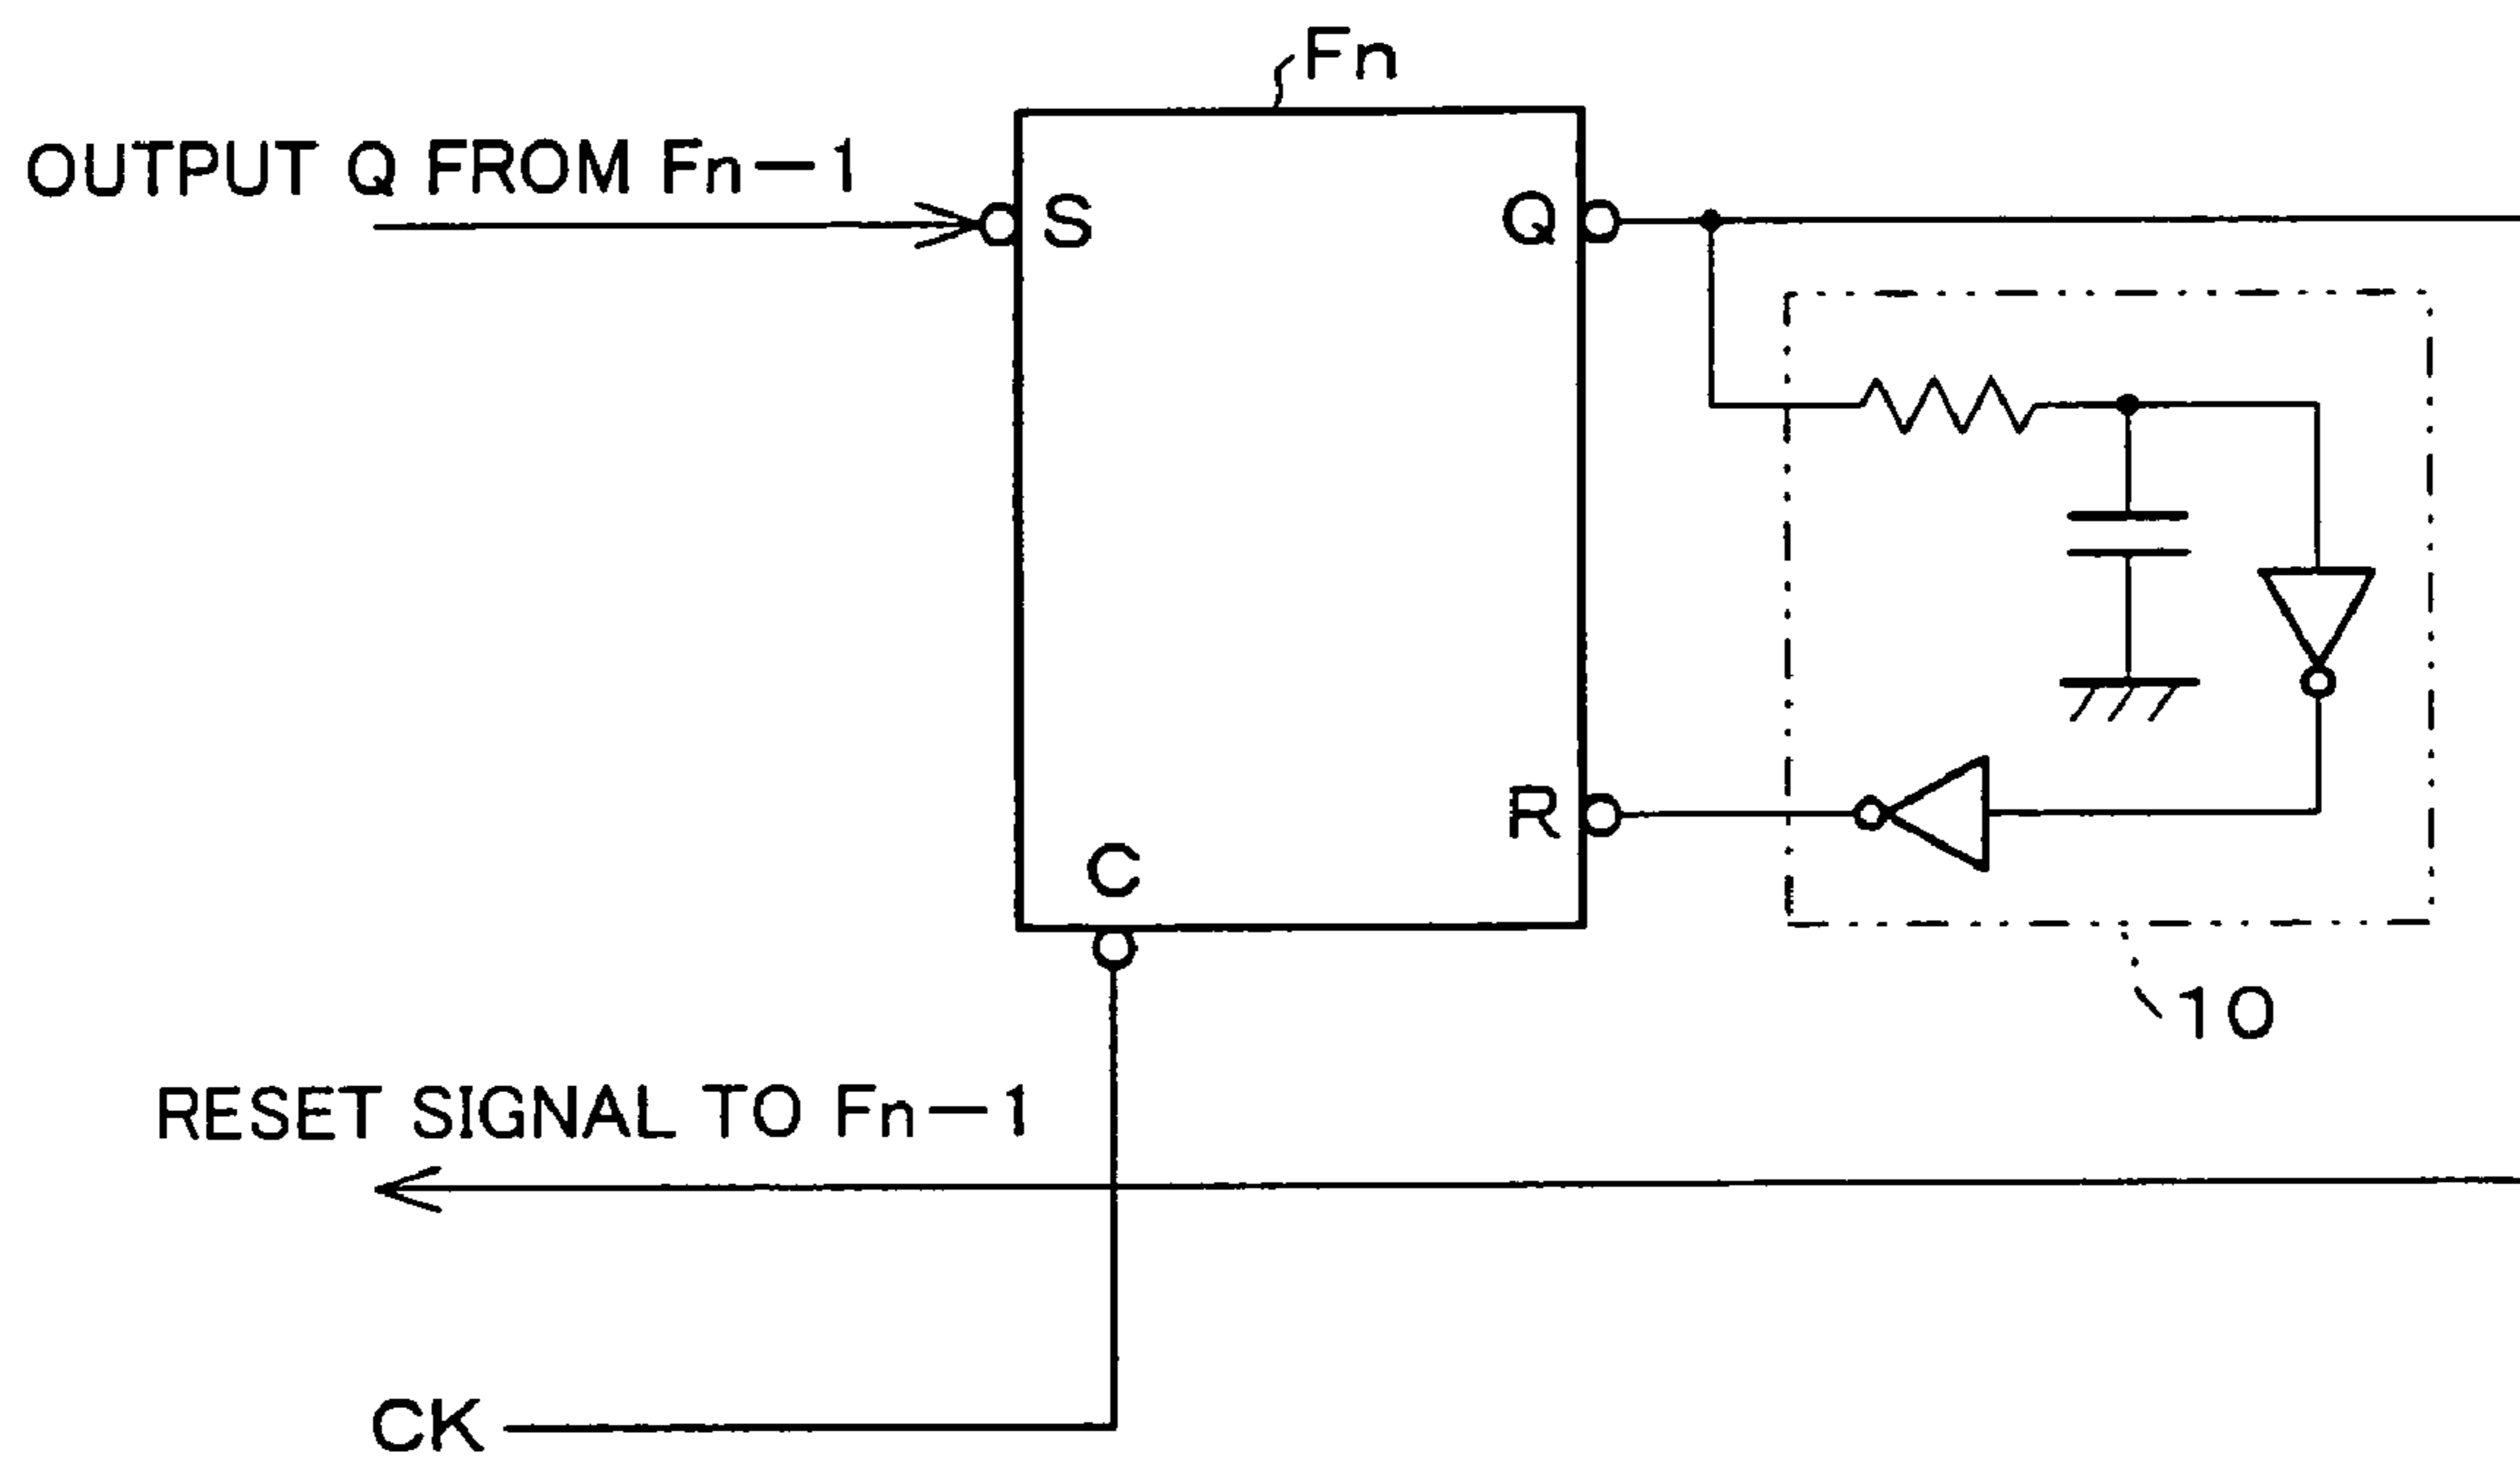 Fn
OUTPUT Q FROM Fn−1
S
Q
R
C
10
RESET SIGNAL TO Fn−1
CK